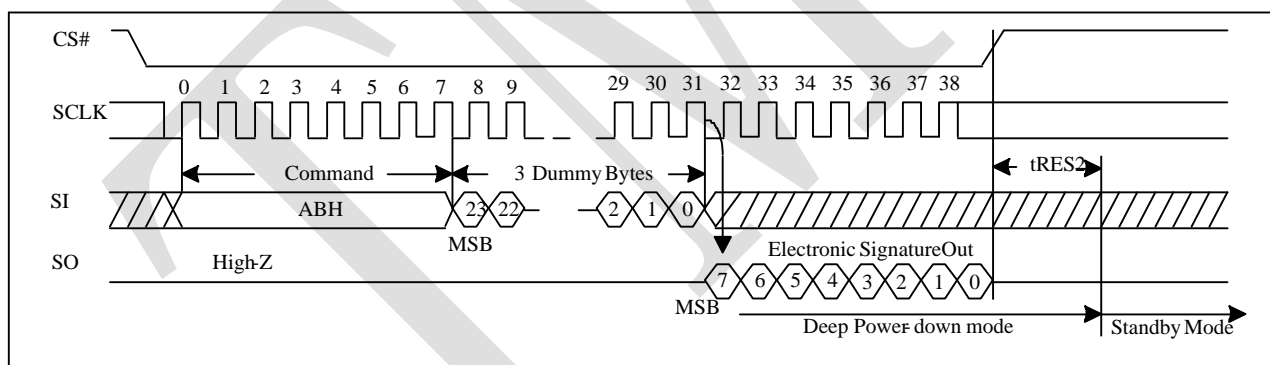 CS#
0 1 2 3 4 5 6 7 8 9 29 30 31 32 33 34 35 36 37 38
SCLK
Command 3 Dummy Bytes tRES2
SI ABH 23 22 2 1 0
MSB Electronic Signature Out
SO High-Z
7 6 5 4 3 2 1 0
MSB
Deep Power-down mode Standby Mode